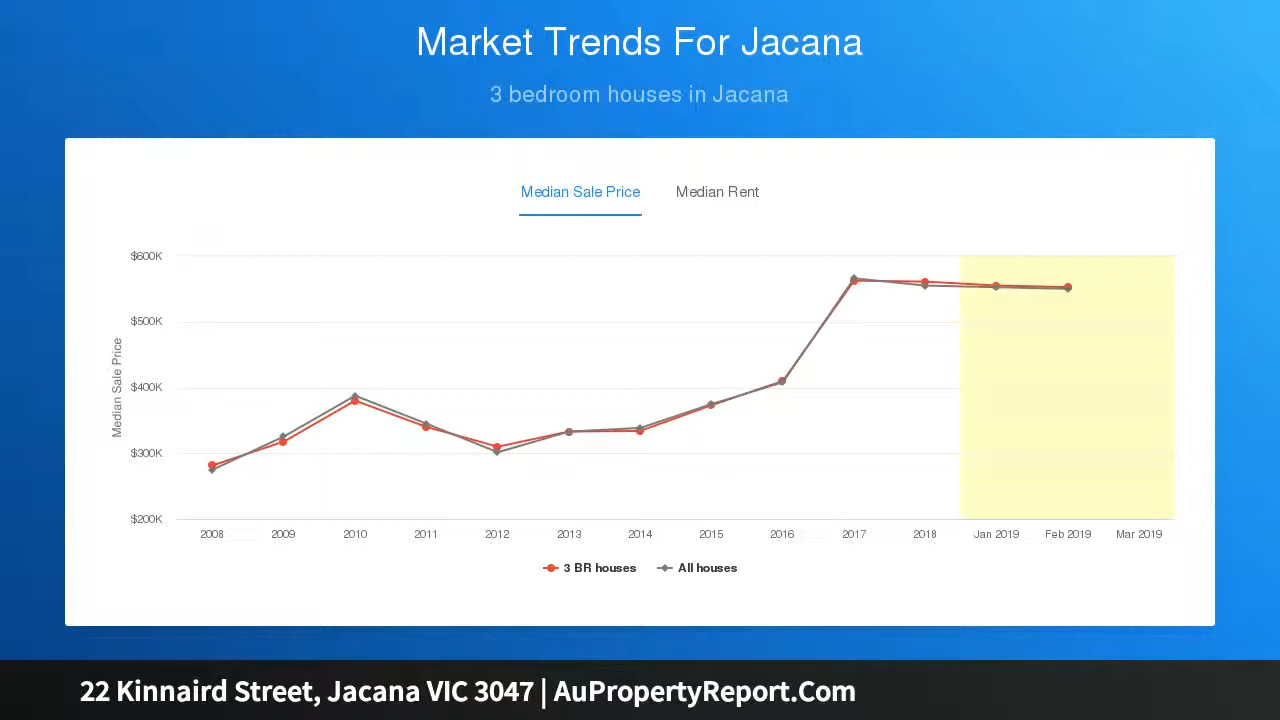 Market Trends For Jacana
3 bedroom houses in Jacana
Median Sale Price Median Rent
$600K
$500K
$400K
$300K
$200K
Median Sale Price
2008 2009 2010 2011 2012 2013 2014 2015 2016 2017 2018 Jan 2019 Feb 2019 Mar 2019
3 BR houses All houses
22 Kinnaird Street, Jacana VIC 3047 | AuPropertyReport.Com